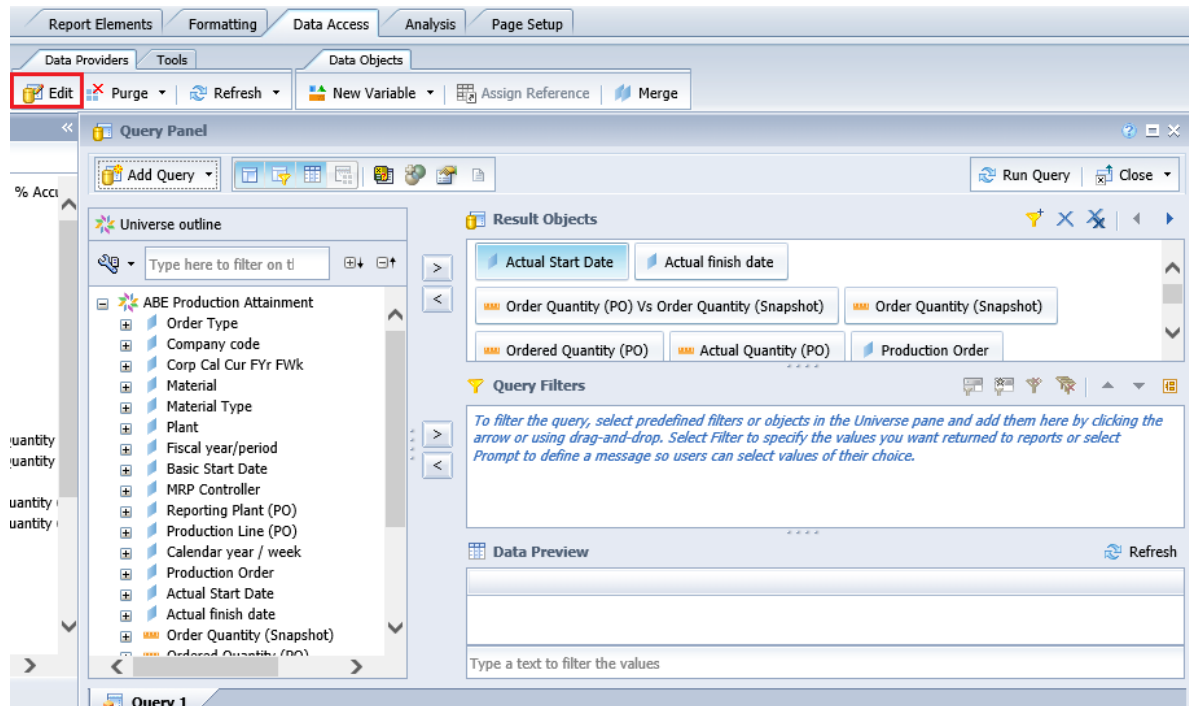 Report Elements Formatting Data Access Analysis Page Setup
Data Providers Tools Data Objects
Edit Purge Refresh New Variable Assign Reference Merge
Query Panel
Add Query Run Query Close
% Accu
Universe outline
Type here to filter on tl
ABE Production Attainment
Order Type
Company code
Corp Cal Cur FYr FWk
Material
Material Type
Plant
Fiscal year/period
Basic Start Date
MRP Controller
Reporting Plant (PO)
Production Line (PO)
Calendar year / week
Production Order
Actual Start Date
Actual finish date
Order Quantity (Snapshot)
Ordered Quantity (PO)
uantity
uantity
uantity
uantity
Result Objects
Actual Start Date Actual finish date
Order Quantity (PO) Vs Order Quantity (Snapshot) Order Quantity (Snapshot)
Ordered Quantity (PO) Actual Quantity (PO) Production Order
Query Filters
To filter the query, select predefined filters or objects in the Universe pane and add them here by clicking the
arrow or using drag-and-drop. Select Filter to specify the values you want returned to reports or select
Prompt to define a message so users can select values of their choice.
Data Preview Refresh
Type a text to filter the values
Query 1